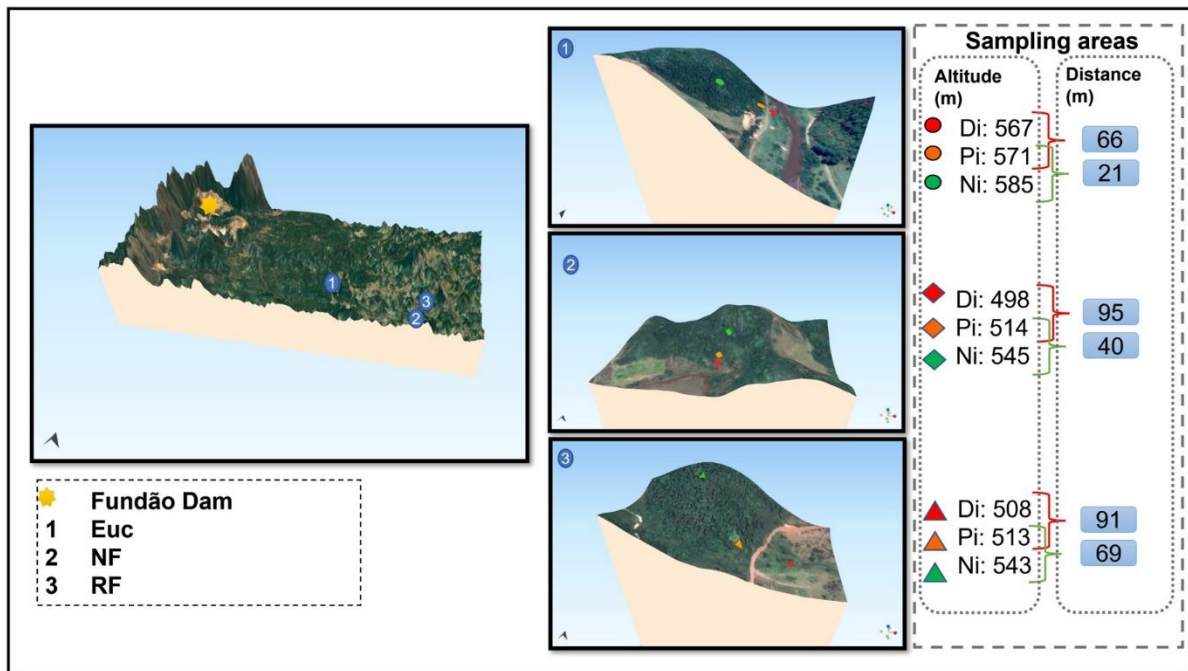 1
3
2
Fundão Dam
1 Euc
2 NF
3 RF
1
2
3
Sampling areas
Altitude
(m)
Distance
(m)
Di: 567
Pi: 571
Ni: 585
66
21
Di: 498
Pi: 514
Ni: 545
95
40
Di: 508
Pi: 513
Ni: 543
91
69